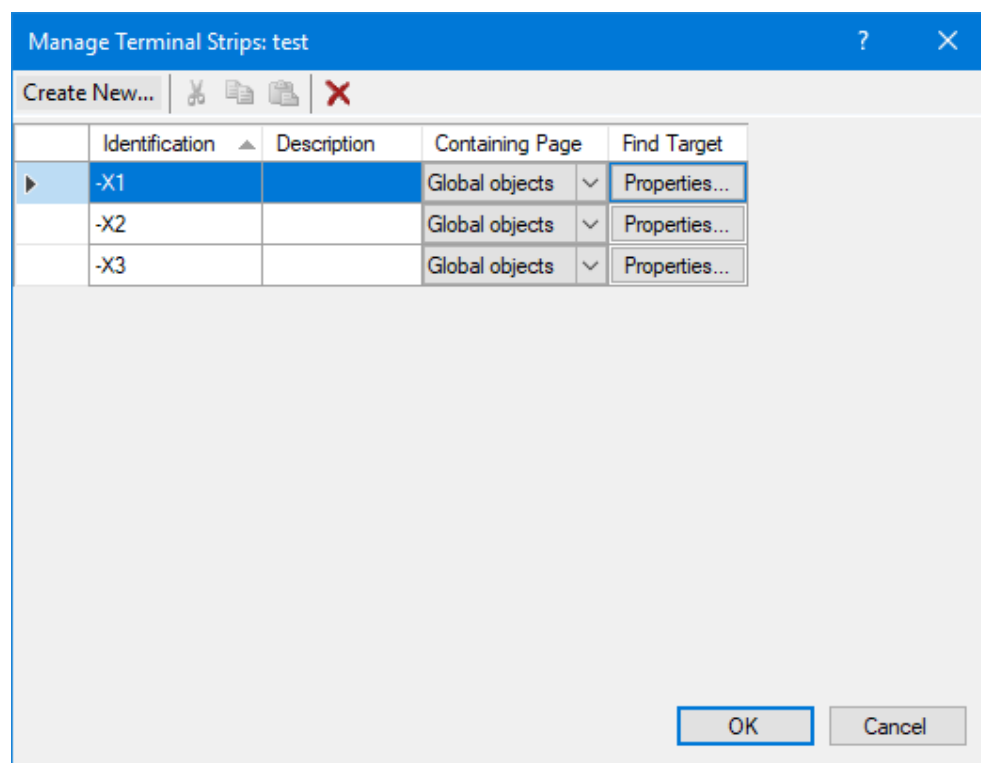 Manage Terminal Strips: test
Create New...
Identification Description Containing Page Find Target
-X1 Global objects Properties...
-X2 Global objects Properties...
-X3 Global objects Properties...
OK Cancel